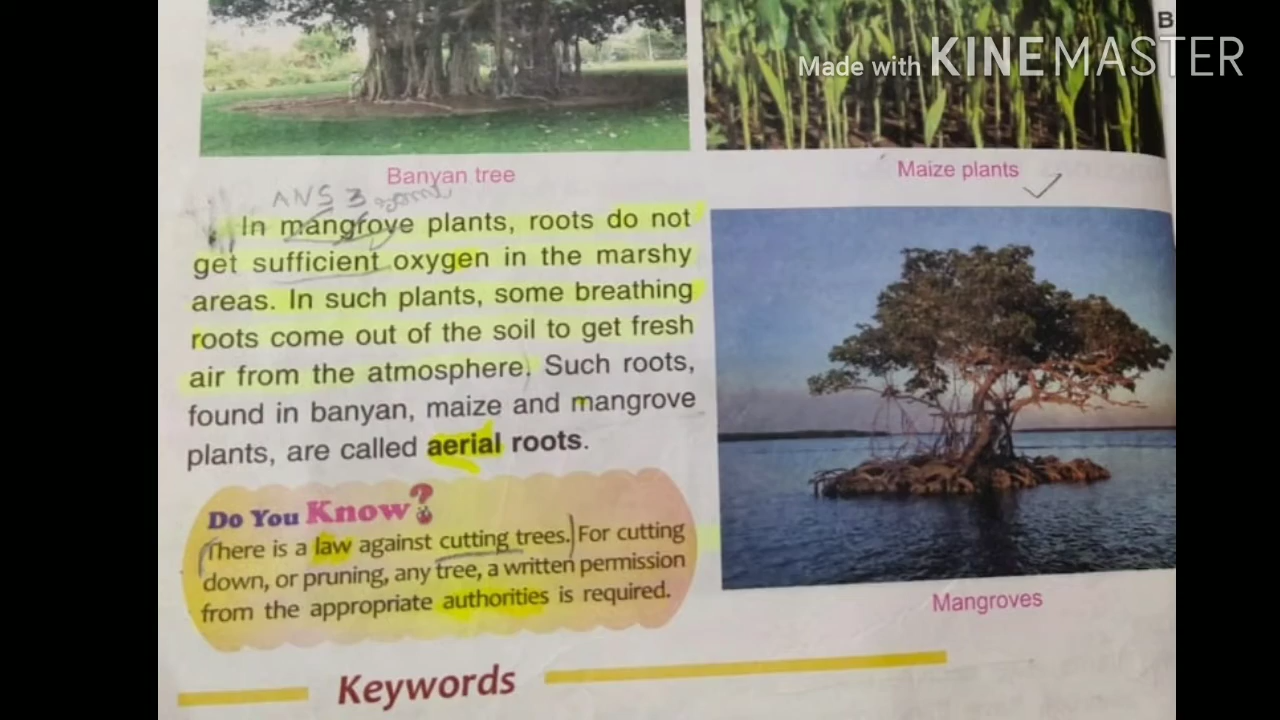 B
Made with KINEMASTER
Banyan tree
Maize plants
ANS 3
In mangrove plants, roots do not
get sufficient oxygen in the marshy
areas. In such plants, some breathing
roots come out of the soil to get fresh
air from the atmosphere. Such roots,
found in banyan, maize and mangrove
plants, are called aerial roots.
Do You Know?
There is a law against cutting trees. For cutting
down, or pruning, any tree, a written permission
from the appropriate authorities is required.
Mangroves
Keywords